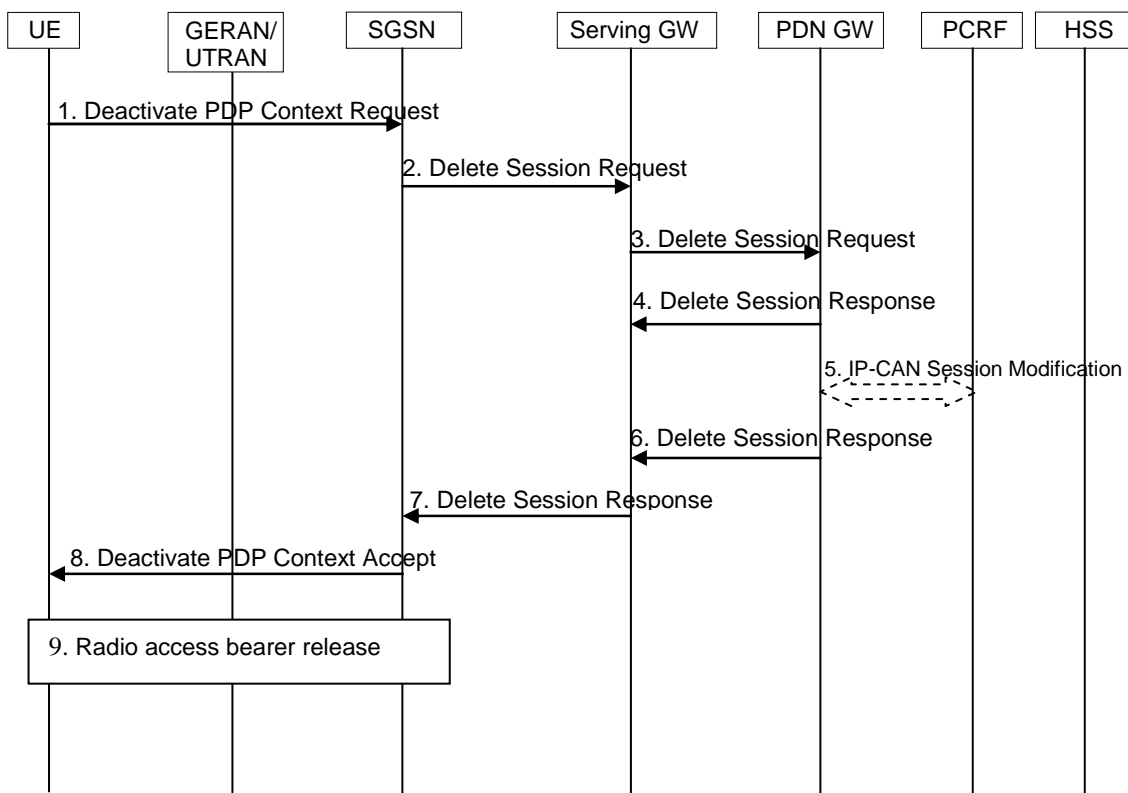 UE
GERAN/
UTRAN
SGSN
Serving GW
PDN GW
PCRF
HSS
1. Deactivate PDP Context Request
2. Delete Session Request
3. Delete Session Request
4. Delete Session Response
5. IP-CAN Session Modification
6. Delete Session Response
7. Delete Session Response
8. Deactivate PDP Context Accept
9. Radio access bearer release